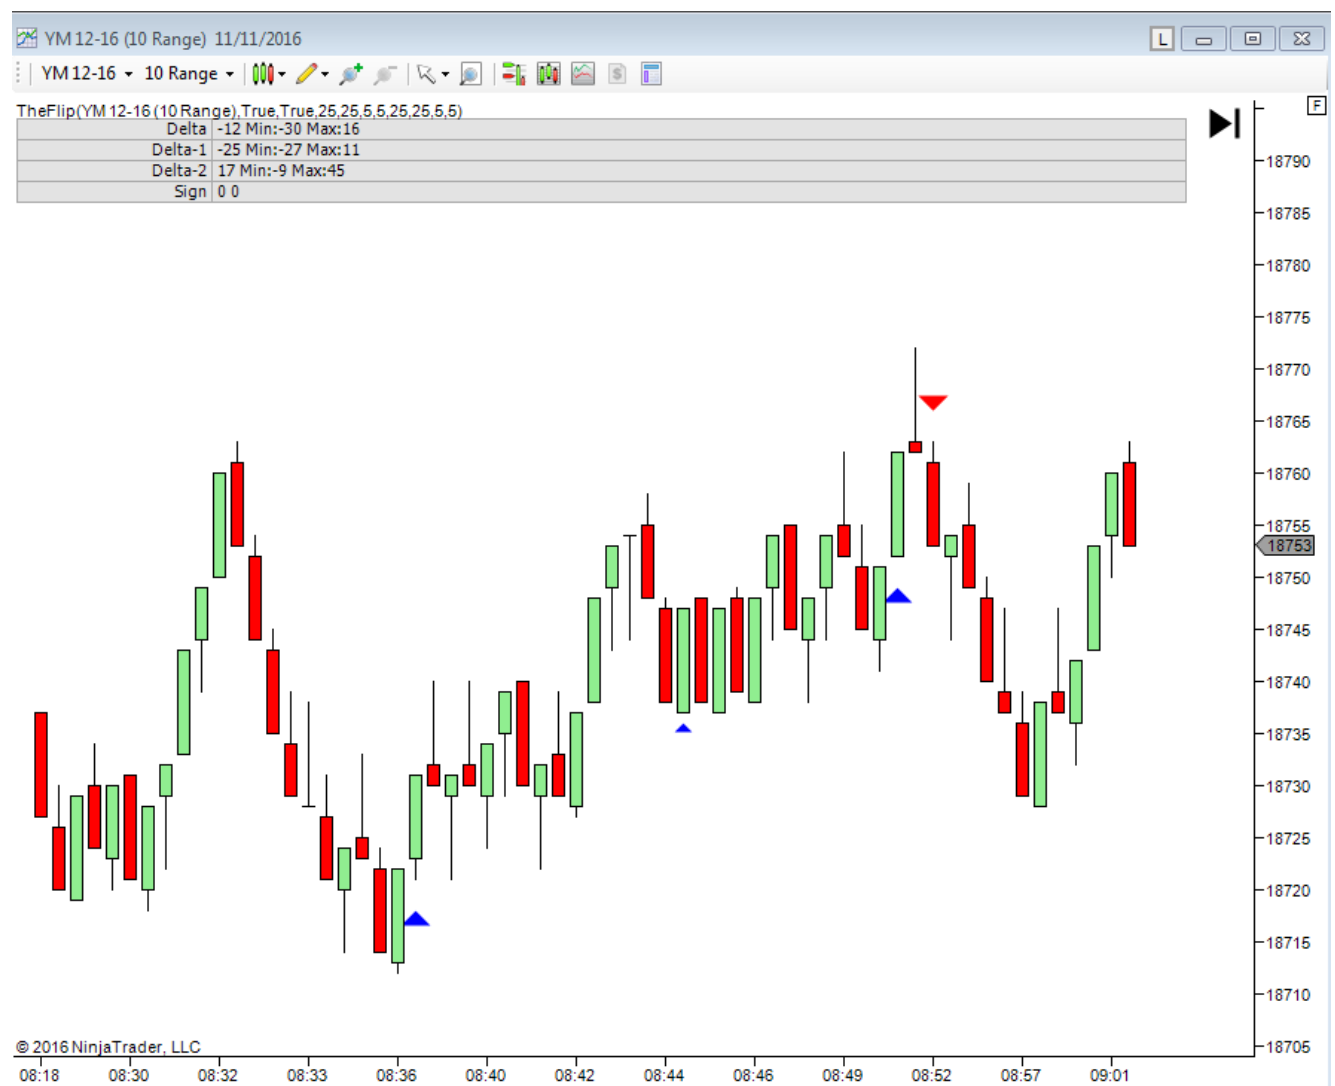 YM 12-16 (10 Range) 11/11/2016
L
YM 12-16 10 Range
TheFlip(YM 12-16 (10 Range),True,True,25,25,5,5,25,25,5,5)
F
Delta -12 Min:-30 Max:16
Delta-1 -25 Min:-27 Max:11
Delta-2 17 Min:-9 Max:45
Sign 0 0
18790
18785
18780
18775
18770
18765
18760
18755
18753
18750
18745
18740
18735
18730
18725
18720
18715
18710
18705
© 2016 NinjaTrader, LLC
08:18 08:30 08:32 08:33 08:36 08:40 08:42 08:44 08:46 08:49 08:52 08:57 09:01